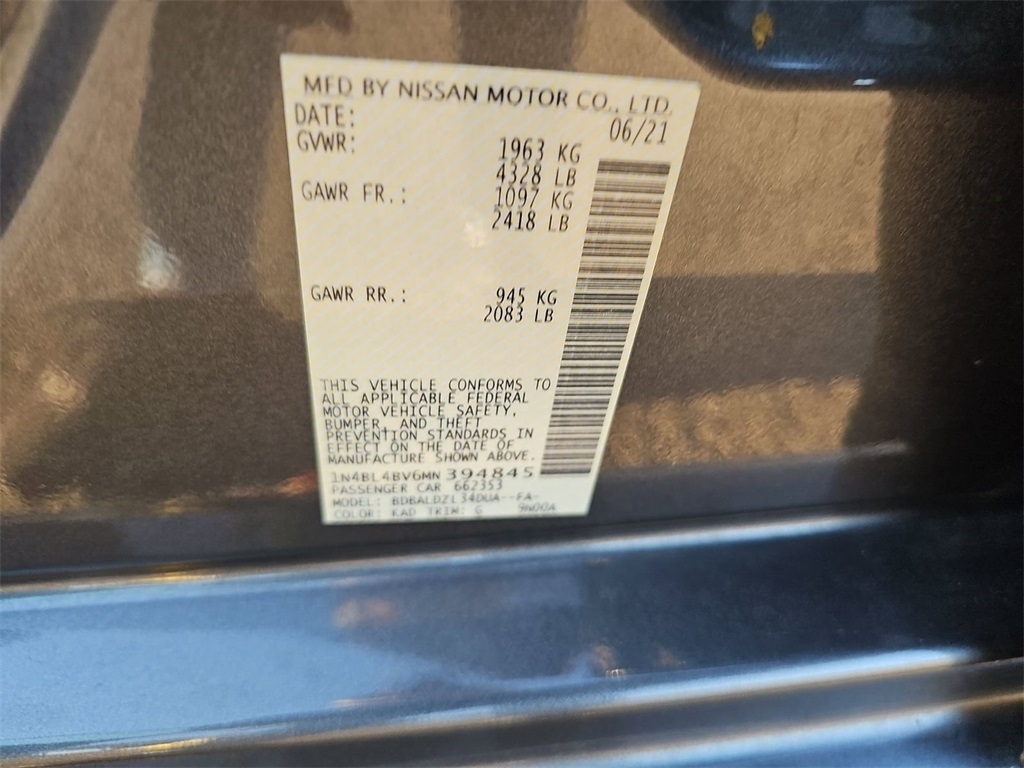 MFD BY NISSAN MOTOR CO., LTD.
DATE: 06/21
GVWR: 1963 KG
4328 LB
GAWR FR.: 1097 KG
2418 LB
GAWR RR.: 945 KG
2083 LB
THIS VEHICLE CONFORMS TO
ALL APPLICABLE FEDERAL
MOTOR VEHICLE SAFETY,
BUMPER, AND THEFT
PREVENTION STANDARDS IN
EFFECT ON THE DATE OF
MANUFACTURE SHOWN ABOVE.
1N4BL4BV6MN394845
PASSENGER CAR 662353
MODEL: BDBALDZL34DUA--FA-
COLOR: KAD TRIM: G